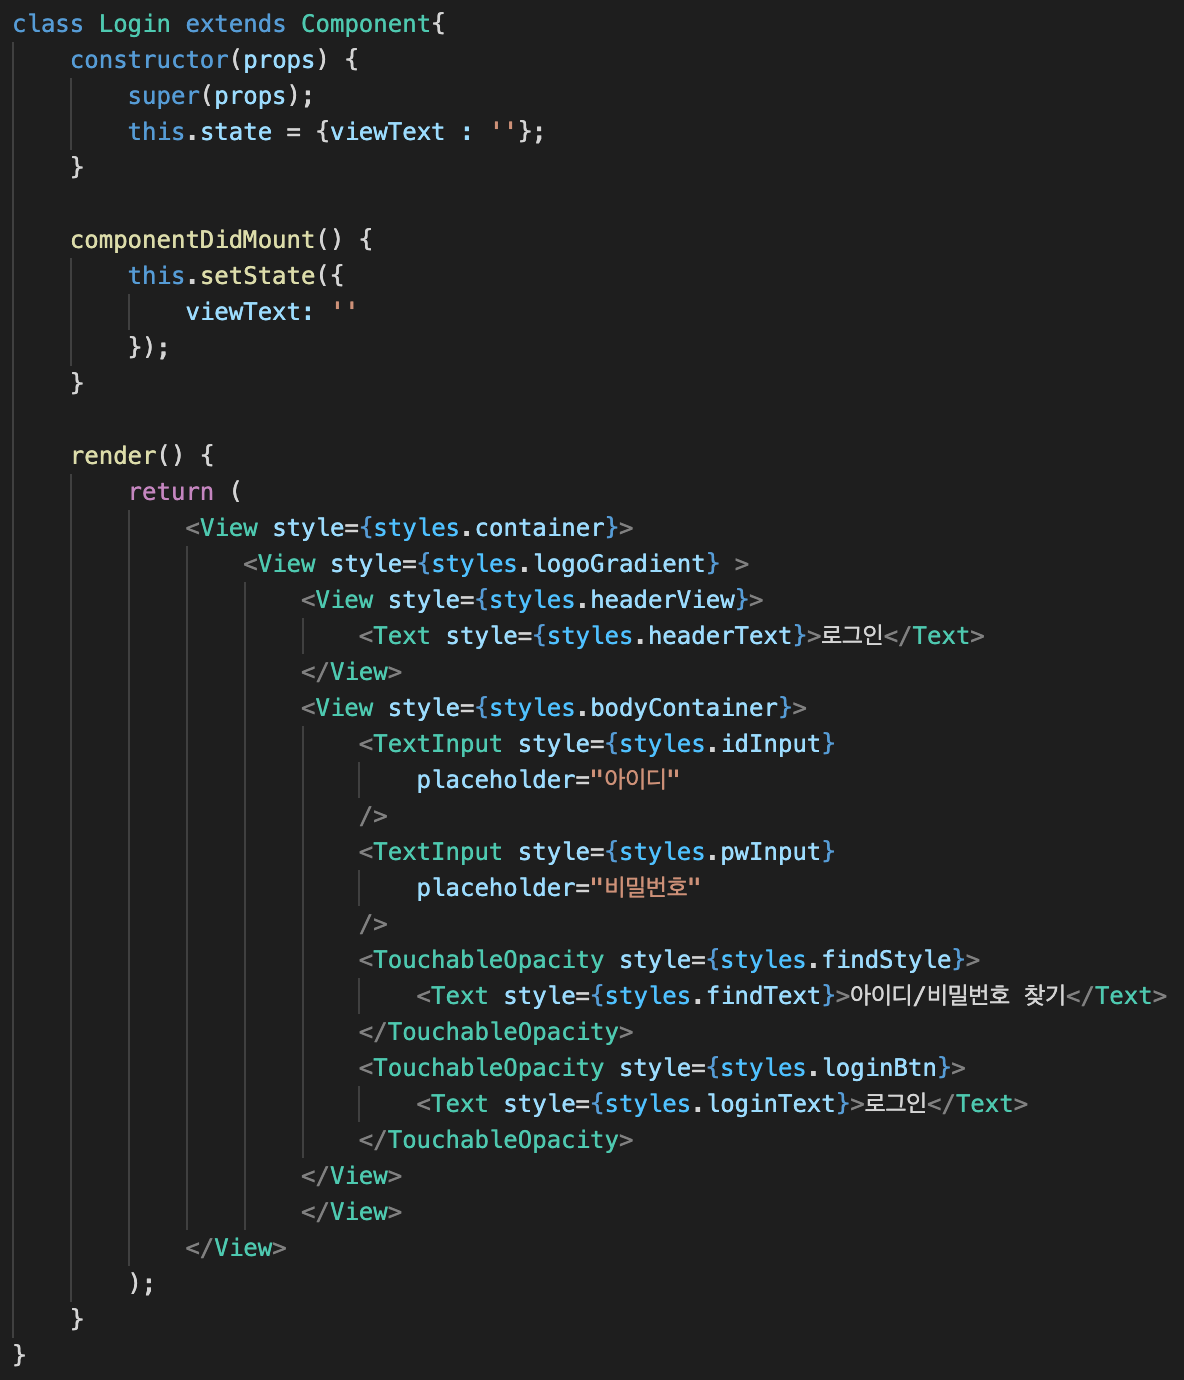 class Login extends Component{
    constructor(props) {
        super(props);
        this.state = {viewText : ''};
    }

    componentDidMount() {
        this.setState({
            viewText: ''
        });
    }

    render() {
        return (
            <View style={styles.container}>
                <View style={styles.logoGradient} >
                    <View style={styles.headerView}>
                        <Text style={styles.headerText}>로그인</Text>
                    </View>
                    <View style={styles.bodyContainer}>
                        <TextInput style={styles.idInput}
                            placeholder="아이디"
                        />
                        <TextInput style={styles.pwInput}
                            placeholder="비밀번호"
                        />
                        <TouchableOpacity style={styles.findStyle}>
                            <Text style={styles.findText}>아이디/비밀번호 찾기</Text>
                        </TouchableOpacity>
                        <TouchableOpacity style={styles.loginBtn}>
                            <Text style={styles.loginText}>로그인</Text>
                        </TouchableOpacity>
                    </View>
                    </View>
            </View>
        );
    }
}